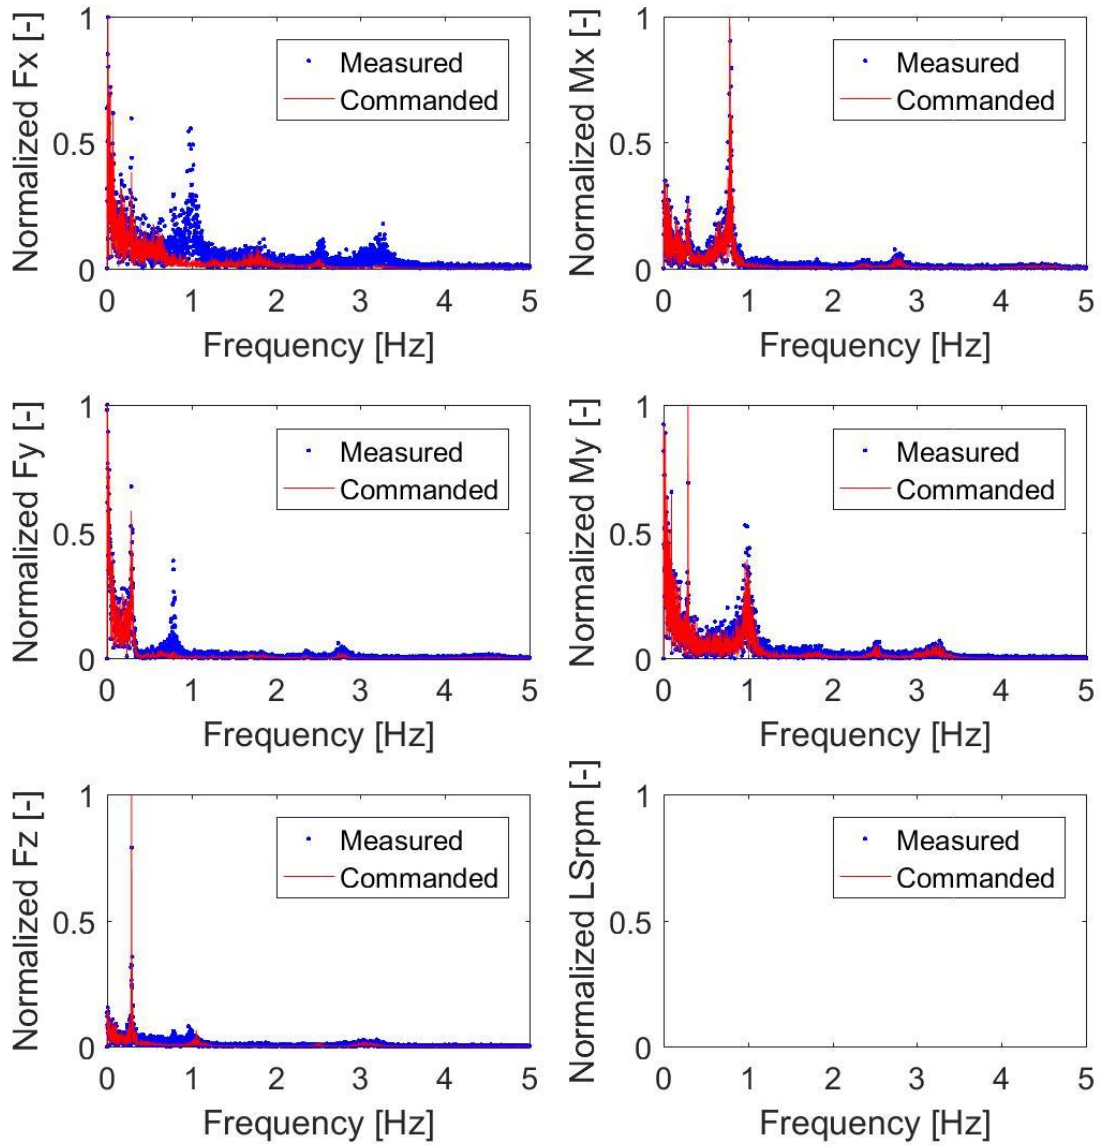 Normalized Fx [-]
1
0.5
0
Measured
Commanded
0 1 2 3 4 5
Frequency [Hz]
Normalized Mx [-]
1
0.5
0
Measured
Commanded
0 1 2 3 4 5
Frequency [Hz]
Normalized Fy [-]
1
0.5
0
Measured
Commanded
0 1 2 3 4 5
Frequency [Hz]
Normalized My [-]
1
0.5
0
Measured
Commanded
0 1 2 3 4 5
Frequency [Hz]
Normalized Fz [-]
1
0.5
0
Measured
Commanded
0 1 2 3 4 5
Frequency [Hz]
Normalized LSrpm [-]
1
0.5
0
Measured
Commanded
0 1 2 3 4 5
Frequency [Hz]